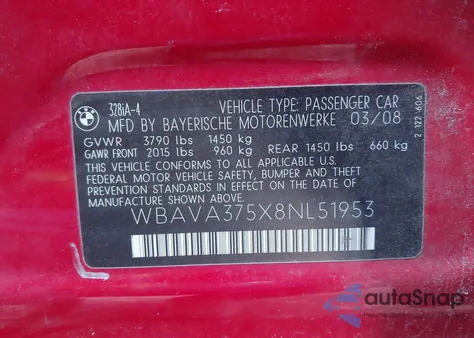 BMW
328iA-4
VEHICLE TYPE: PASSENGER CAR
MFD BY BAYERISCHE MOTORENWERKE 03/08
GVWR 3790 lbs 1450 kg
GAWR FRONT 2015 lbs 960 kg REAR 1450 lbs 660 kg
THIS VEHICLE CONFORMS TO ALL APPLICABLE
FEDERAL MOTOR VEHICLE SAFETY, BUMPER AND THEFT
PREVENTION STANDARDS IN EFFECT ON THE DATE
OF MANUFACTURE SHOWN ABOVE.
WBAVA375X8NL51953
autoSnap